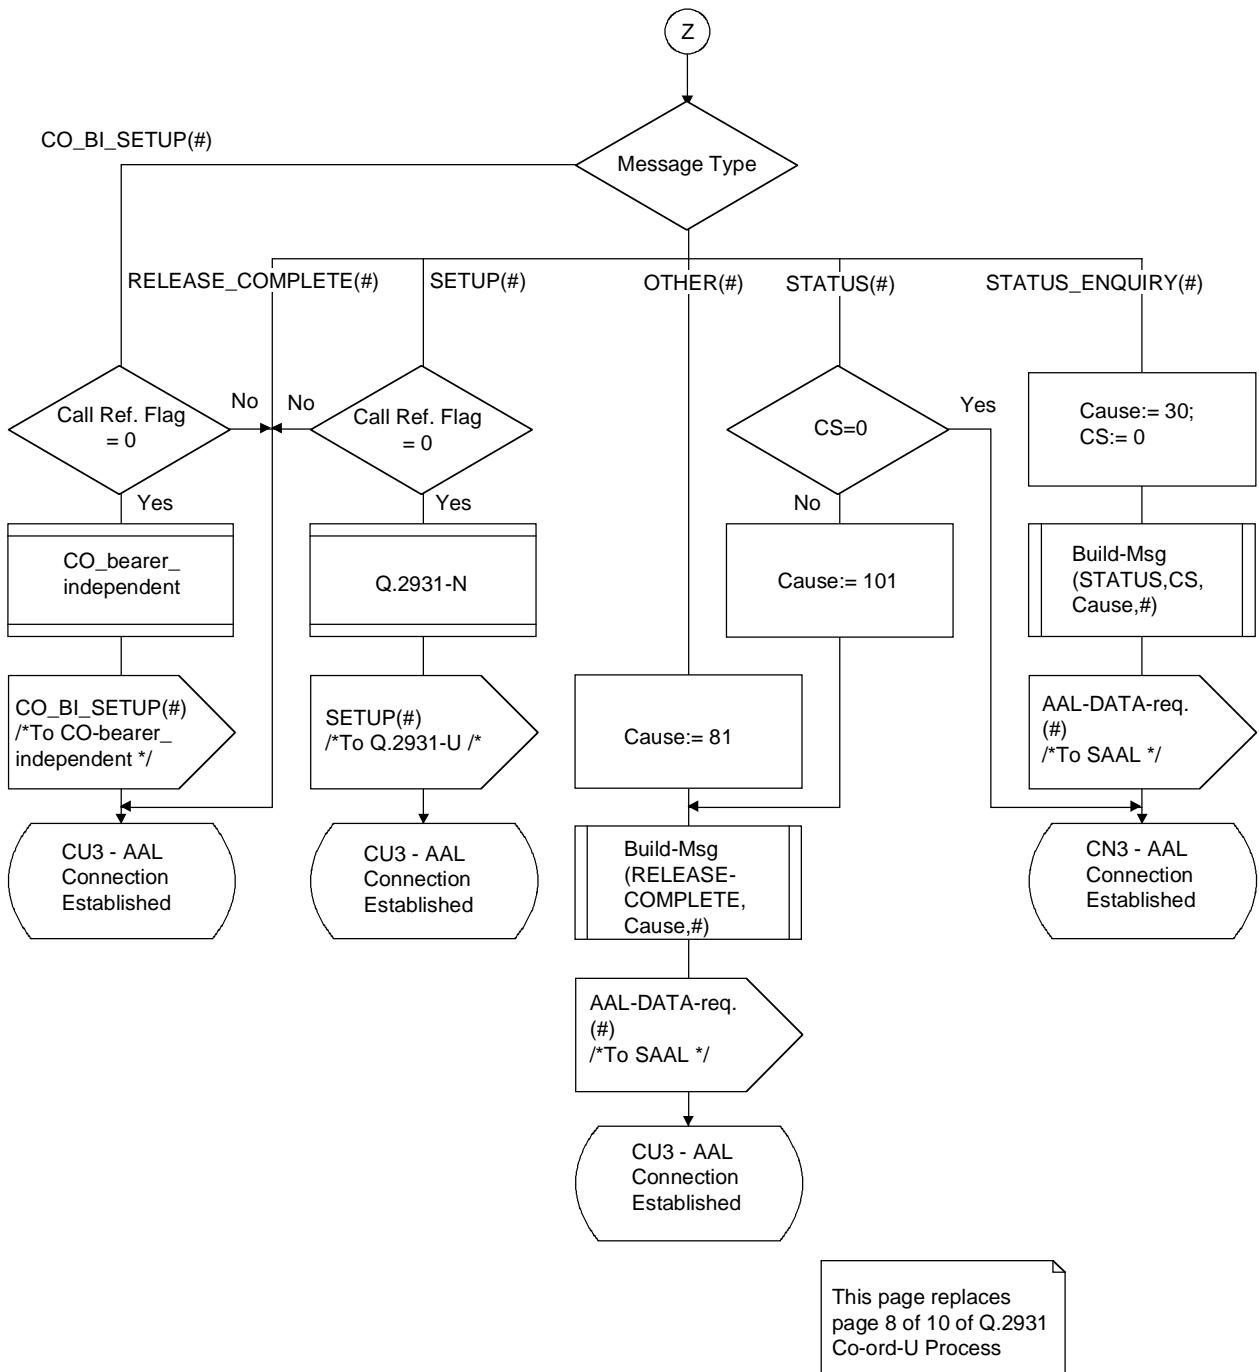 Z
CO_BI_SETUP(#)
Message Type
RELEASE_COMPLETE(#)
SETUP(#)
OTHER(#)
STATUS(#)
STATUS_ENQUIRY(#)
Call Ref. Flag
= 0
No
No
Call Ref. Flag
= 0
CS=0
Yes
Cause:= 30;
CS:= 0
Yes
Yes
No
CO_bearer_
independent
Q.2931-N
Cause:= 101
Build-Msg
(STATUS,CS,
Cause,#)
CO_BI_SETUP(#)
/*To CO-bearer_
independent */
SETUP(#)
/*To Q.2931-U /*
Cause:= 81
AAL-DATA-req.
(#)
/*To SAAL */
CU3 - AAL
Connection
Established
CU3 - AAL
Connection
Established
Build-Msg
(RELEASE-
COMPLETE,
Cause,#)
CN3 - AAL
Connection
Established
AAL-DATA-req.
(#)
/*To SAAL */
CU3 - AAL
Connection
Established
This page replaces
page 8 of 10 of Q.2931
Co-ord-U Process